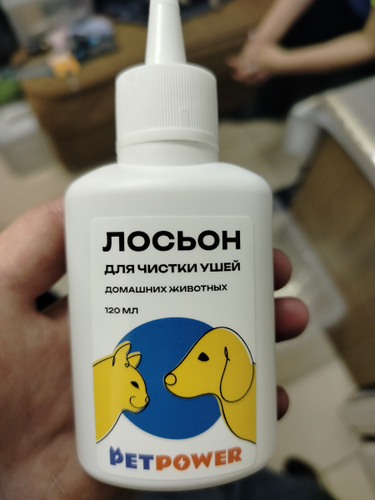 ЛОСЬОН
ДЛЯ ЧИСТКИ УШЕЙ
ДОМАШНИХ ЖИВОТНЫХ
120 МЛ
PETPOWER